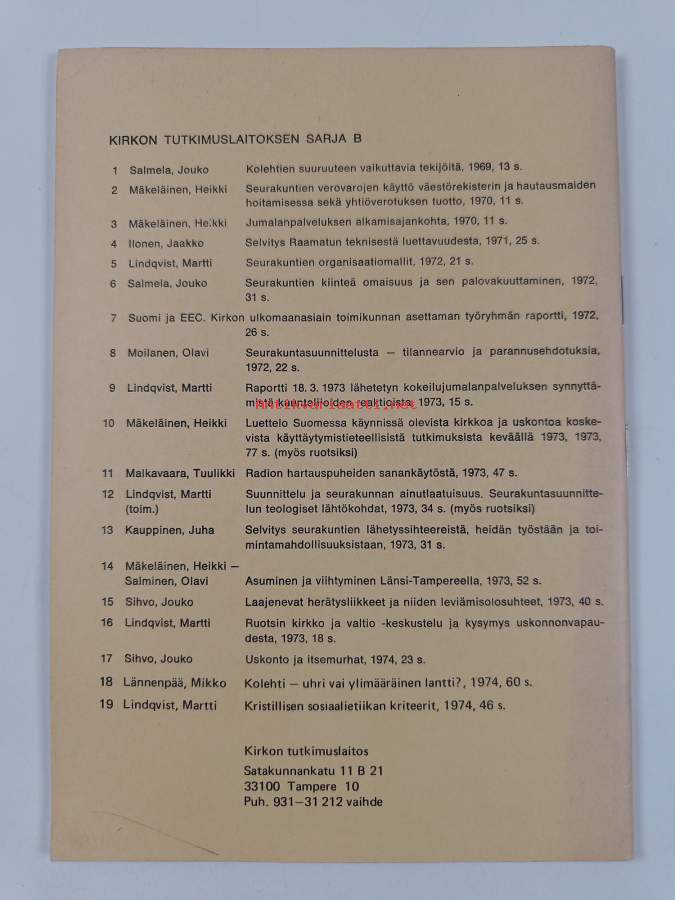 KIRKON TUTKIMUSLAITOKSEN SARJA B
1 Salmela, Jouko Kolehtien suuruuteen vaikuttavia tekijöitä, 1969, 13 s.
2 Mäkeläinen, Heikki Seurakuntien verovarojen käyttö väestörekisterin ja hautausmaiden
hoitamisessa sekä yhtiöverotuksen tuotto, 1970, 11 s.
3 Mäkeläinen, Heikki Jumalanpalveluksen alkamisajankohta, 1970, 11 s.
4 Ilonen, Jaakko Selvitys Raamatun teknisestä luettavuudesta, 1971, 25 s.
5 Lindqvist, Martti Seurakuntien organisaatiomallit, 1972, 21 s.
6 Salmela, Jouko Seurakuntien kiinteä omaisuus ja sen palovakuuttaminen, 1972,
31 s.
7 Suomi ja EEC. Kirkon ulkomaanasiain toimikunnan asettaman työryhmän raportti, 1972,
26 s.
8 Moilanen, Olavi Seurakuntasuunnittelusta — tilannearvio ja parannusehdotuksia,
1972, 22 s.
9 Lindqvist, Martti Raportti 18. 3. 1973 lähetetyn kokeilujumalanpalveluksen synnyttä-
mistä kuuntelijoiden reaktioista, 1973, 15 s.
Antikvariaatti.net
10 Mäkeläinen, Heikki Luettelo Suomessa käynnissä olevista kirkkoa ja uskontoa koske-
vista käyttäytymistieteellisistä tutkimuksista keväällä 1973, 1973,
77 s. (myös ruotsiksi)
11 Malkavaara, Tuulikki Radion hartauspuheiden sanankäytöstä, 1973, 47 s.
12 Lindqvist, Martti Suunnittelu ja seurakunnan ainutlaatuisuus. Seurakuntasuunnitte-
(toim.) lun teologiset lähtökohdat, 1973, 34 s. (myös ruotsiksi)
13 Kauppinen, Juha Selvitys seurakuntien lähetyssihteereistä, heidän työstään ja toi-
mintamahdollisuuksistaan, 1973, 31 s.
14 Mäkeläinen, Heikki —
Salminen, Olavi Asuminen ja viihtyminen Länsi-Tampereella, 1973, 52 s.
15 Sihvo, Jouko Laajenevat herätysliikkeet ja niiden leviämisolosuhteet, 1973, 40 s.
16 Lindqvist, Martti Ruotsin kirkko ja valtio -keskustelu ja kysymys uskonnonvapau-
desta, 1973, 18 s.
17 Sihvo, Jouko Uskonto ja itsemurhat, 1974, 23 s.
18 Lännenpää, Mikko Kolehti — uhri vai ylimääräinen lantti?, 1974, 60 s.
19 Lindqvist, Martti Kristillisen sosiaalietiikan kriteerit, 1974, 46 s.
Kirkon tutkimuslaitos
Satakunnankatu 11 B 21
33100 Tampere 10
Puh. 931—31 212 vaihde